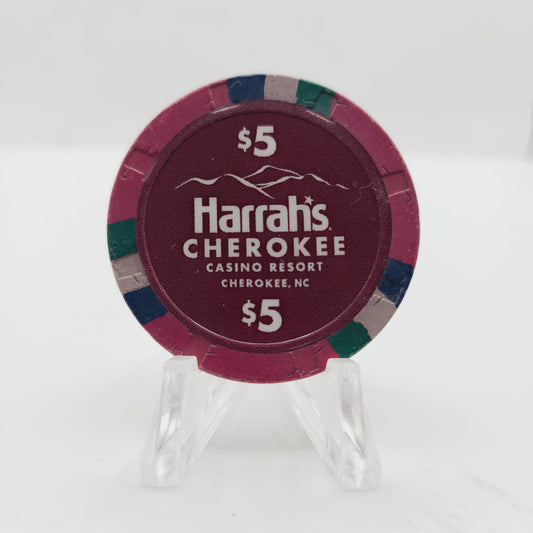 $5
Harrah's
CHEROKEE
CASINO RESORT
CHEROKEE, NC
$5